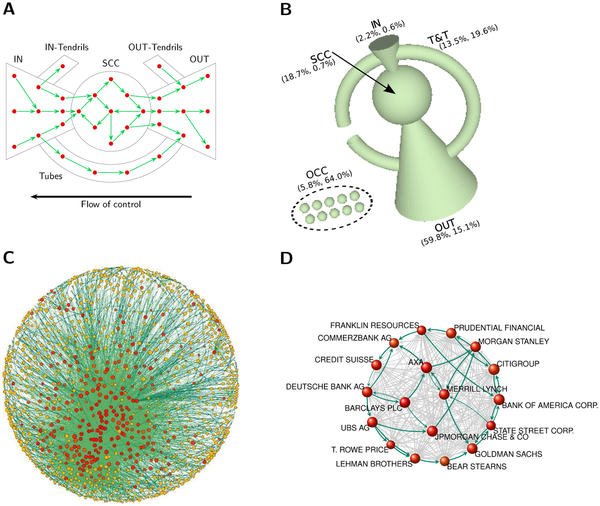 A
IN-Tendrils
OUT-Tendrils
IN
SCC
OUT
Tubes
Flow of control
B
IN
(2.2%, 0.6%)
T&T
(13.5%, 19.6%)
SCC
(18.7%, 0.7%)
OCC
(5.8%, 64.0%)
OUT
(59.8%, 15.1%)
C
D
FRANKLIN RESOURCES
PRUDENTIAL FINANCIAL
COMMERZBANK AG
MORGAN STANLEY
CREDIT SUISSE
AXA
CITIGROUP
DEUTSCHE BANK AG
MERRILL LYNCH
BARCLAYS PLC
BANK OF AMERICA CORP.
UBS AG
STATE STREET CORP.
JPMORGAN CHASE & CO
T. ROWE PRICE
GOLDMAN SACHS
LEHMAN BROTHERS
BEAR STEARNS